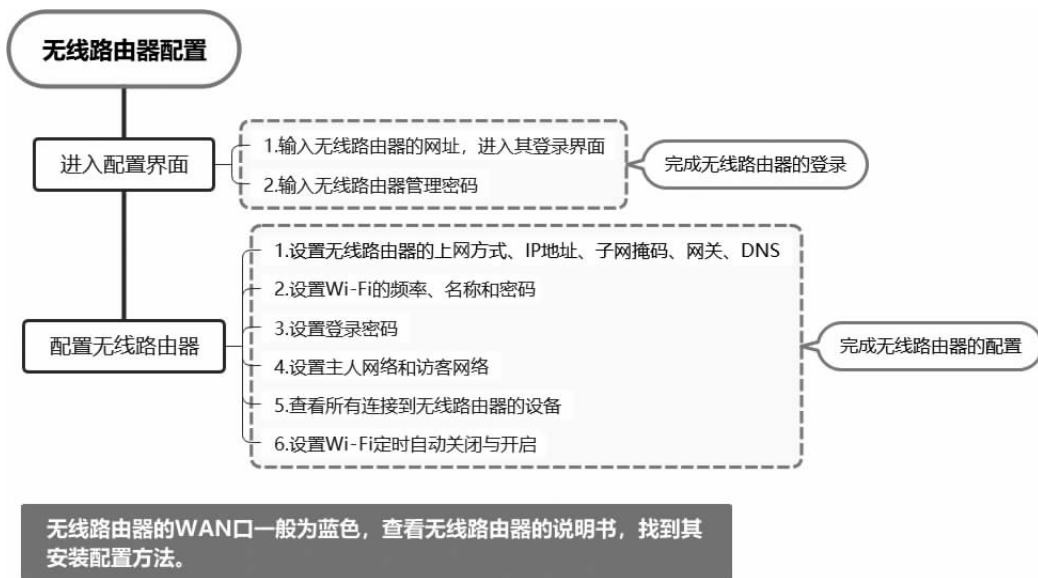 无线路由器配置
进入配置界面
1.输入无线路由器的网址，进入其登录界面
2.输入无线路由器管理密码
完成无线路由器的登录
配置无线路由器
1.设置无线路由器的上网方式、IP地址、子网掩码、网关、DNS
2.设置Wi-Fi的频率、名称和密码
3.设置登录密码
4.设置主人网络和访客网络
5.查看所有连接到无线路由器的设备
6.设置Wi-Fi定时自动关闭与开启
完成无线路由器的配置
无线路由器的WAN口一般为蓝色，查看无线路由器的说明书，找到其
安装配置方法。